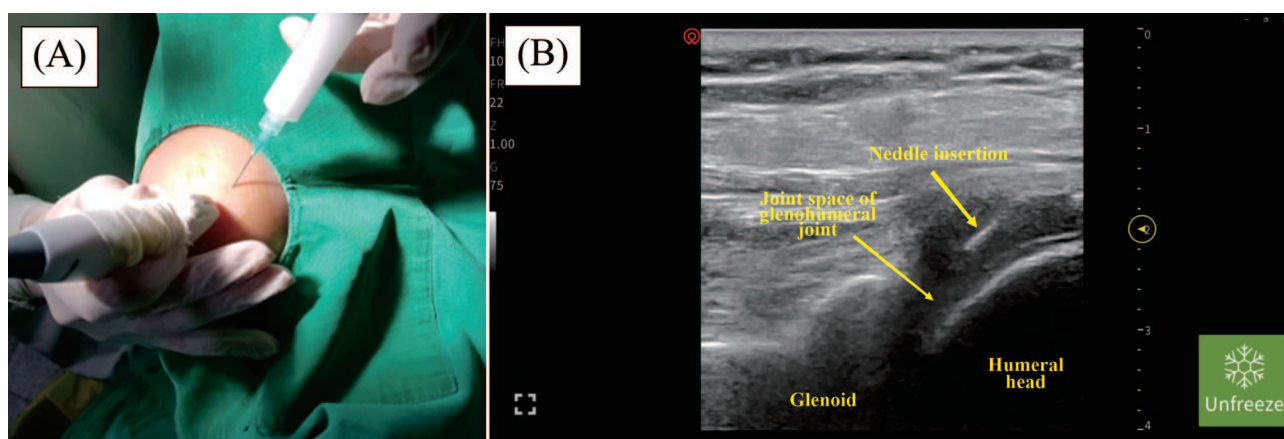 (A)
(B)
FH
10
FR
22
Z
1.00
G
75
0
1
2
3
4
Neddle insertion
Joint space of
glenohumeral
joint
Humeral
head
Glenoid
Unfreeze